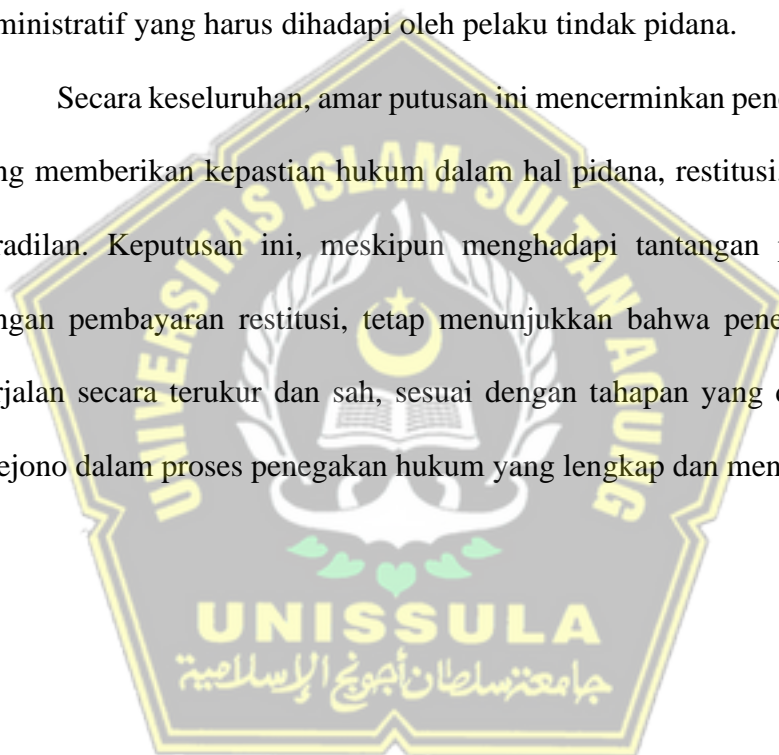 ministratif yang harus dihadapi oleh pelaku tindak pidana.
Secara keseluruhan, amar putusan ini mencerminkan pene
ng memberikan kepastian hukum dalam hal pidana, restitusi,
radilan. Keputusan ini, meskipun menghadapi tantangan p
ngan pembayaran restitusi, tetap menunjukkan bahwa pene
rjalan secara terukur dan sah, sesuai dengan tahapan yang d
ejono dalam proses penegakan hukum yang lengkap dan men
UNIVERSITAS ISLAM SULTAN AGUNG
UNISSULA
جامعتنسلطان أجونج الإسلامية